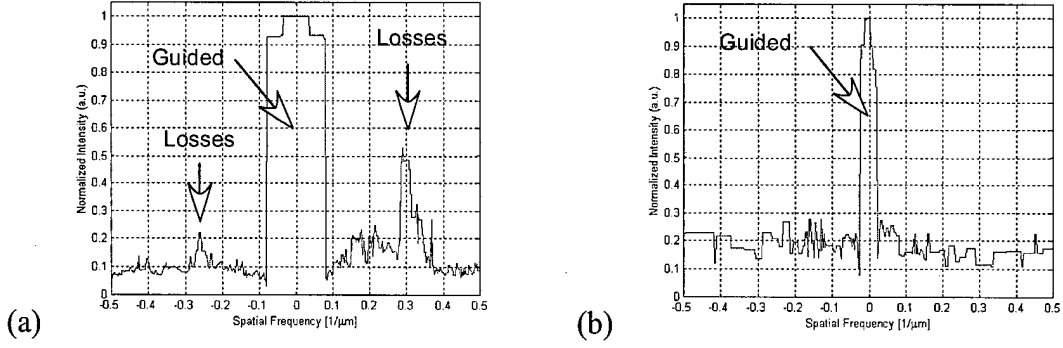 (a)
Normalized Intensity (a.u.)
1
0.9
0.8
0.7
0.6
0.5
0.4
0.3
0.2
0.1
0
Guided
Losses
Losses
-0.5 -0.4 -0.3 -0.2 -0.1 0 0.1 0.2 0.3 0.4 0.5
Spatial Frequency [1/µm]
(b)
Normalized Intensity (a.u.)
1
0.9
0.8
0.7
0.6
0.5
0.4
0.3
0.2
0.1
0
Guided
-0.5 -0.4 -0.3 -0.2 -0.1 0 0.1 0.2 0.3 0.4 0.5
Spatial Frequency [1/µm]